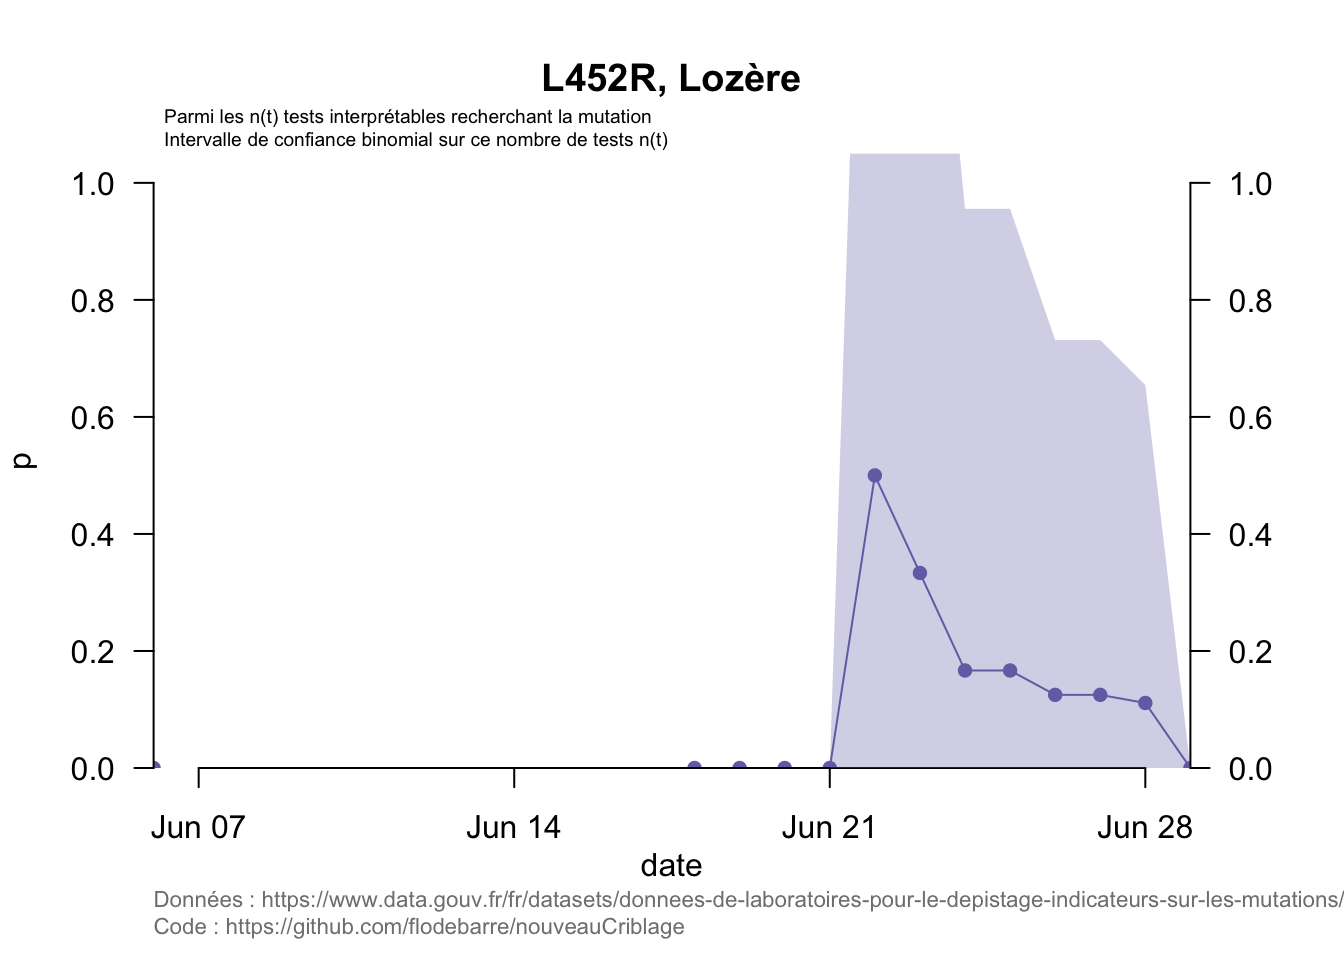 L452R, Lozère
Parmi les n(t) tests interprétables recherchant la mutation
Intervalle de confiance binomial sur ce nombre de tests n(t)
1.0
0.8
0.6
0.4
0.2
0.0
p
1.0
0.8
0.6
0.4
0.2
0.0
Jun 07
Jun 14
Jun 21
Jun 28
date
Données : https://www.data.gouv.fr/fr/datasets/donnees-de-laboratoires-pour-le-depistage-indicateurs-sur-les-mutations/
Code : https://github.com/flodebarre/nouveauCriblage